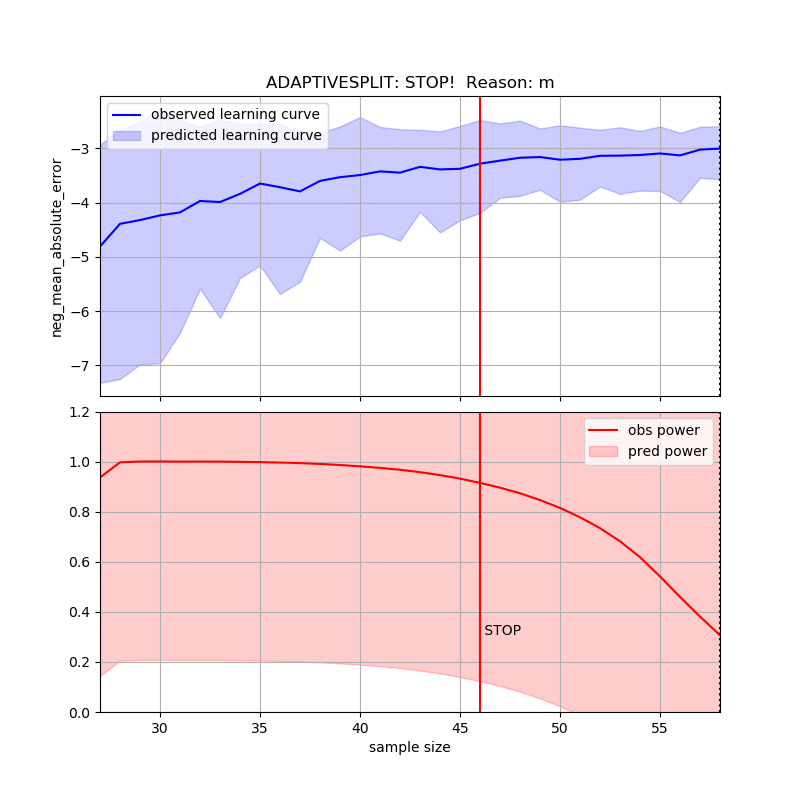 ADAPTIVESPLIT: STOP!  Reason: m
observed learning curve
predicted learning curve
neg_mean_absolute_error
−3
−4
−5
−6
−7
obs power
pred power
1.2
1.0
0.8
0.6
0.4
0.2
0.0
STOP
30 35 40 45 50 55
sample size